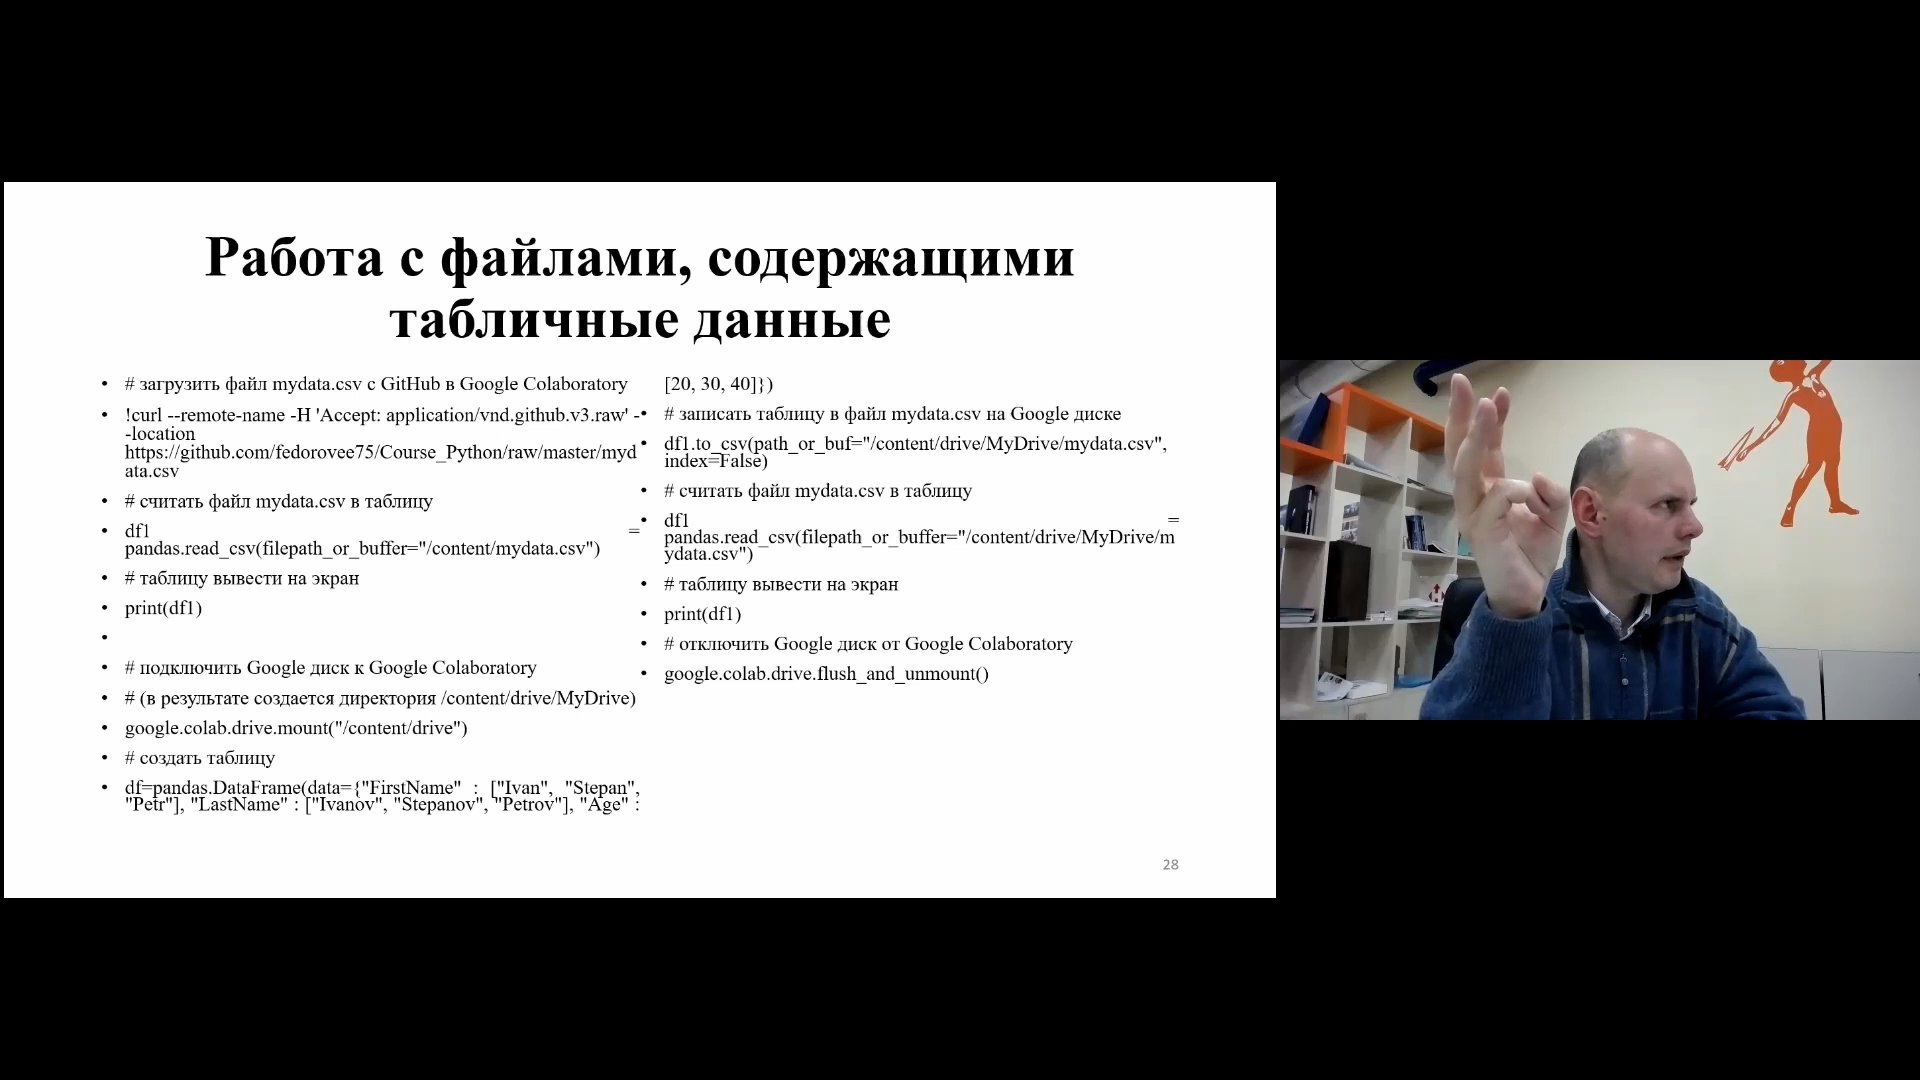 Работа с файлами, содержащими
табличные данные
• # загрузить файл mydata.csv с GitHub в Google Colaboratory
• !curl --remote-name -H 'Accept: application/vnd.github.v3.raw' -
-location
https://github.com/fedorovee75/Course_Python/raw/master/myd
ata.csv
• # считать файл mydata.csv в таблицу
• df1 =
pandas.read_csv(filepath_or_buffer="/content/mydata.csv")
• # таблицу вывести на экран
• print(df1)
•
• # подключить Google диск к Google Colaboratory
• # (в результате создается директория /content/drive/MyDrive)
• google.colab.drive.mount("/content/drive")
• # создать таблицу
• df=pandas.DataFrame(data={"FirstName" : ["Ivan", "Stepan",
"Petr"], "LastName" : ["Ivanov", "Stepanov", "Petrov"], "Age" :
[20, 30, 40]})
• # записать таблицу в файл mydata.csv на Google диске
• df1.to_csv(path_or_buf="/content/drive/MyDrive/mydata.csv",
index=False)
• # считать файл mydata.csv в таблицу
• df1 =
pandas.read_csv(filepath_or_buffer="/content/drive/MyDrive/m
ydata.csv")
• # таблицу вывести на экран
• print(df1)
• # отключить Google диск от Google Colaboratory
• google.colab.drive.flush_and_unmount()
28